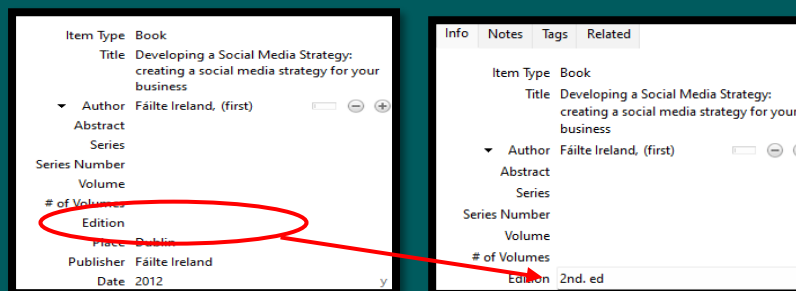 Item Type Book
Title Developing a Social Media Strategy:
creating a social media strategy for your
business
Author Fáilte Ireland, (first)
Abstract
Series
Series Number
Volume
# of Volumes
Edition
Place Dublin
Publisher Fáilte Ireland
Date 2012 y
Info Notes Tags Related
Item Type Book
Title Developing a Social Media Strategy:
creating a social media strategy for your
business
Author Fáilte Ireland, (first)
Abstract
Series
Series Number
Volume
# of Volumes
Edition 2nd. ed